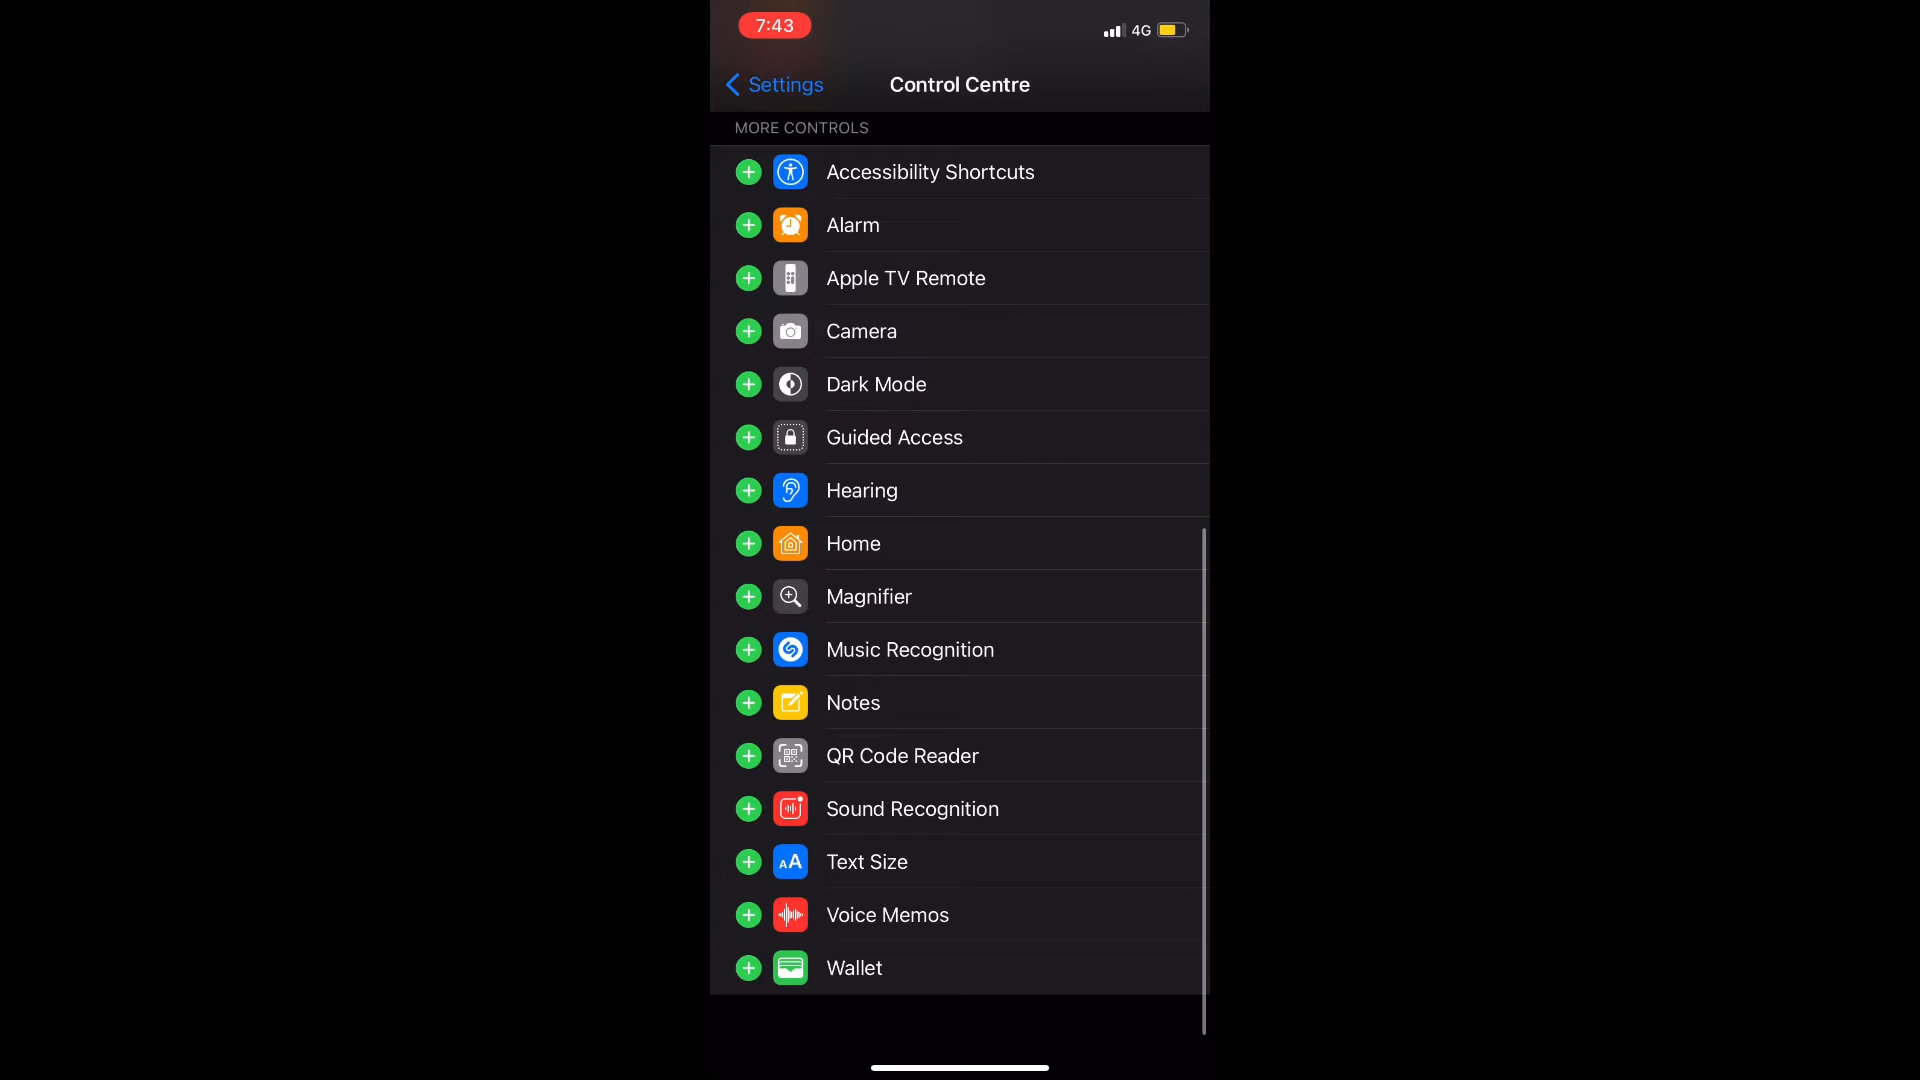 7:43
4G
Settings
Control Centre
MORE CONTROLS
Accessibility Shortcuts
Alarm
Apple TV Remote
Camera
Dark Mode
Guided Access
Hearing
Home
Magnifier
Music Recognition
Notes
QR Code Reader
Sound Recognition
AA Text Size
Voice Memos
Wallet